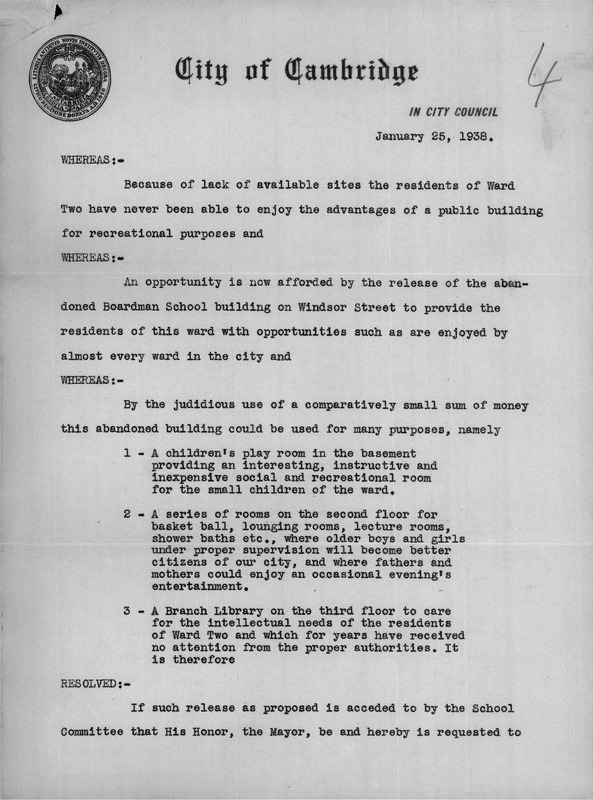 City of Cambridge
4
IN CITY COUNCIL
January 25, 1938.
WHEREAS:-
Because of lack of available sites the residents of Ward
Two have never been able to enjoy the advantages of a public building
for recreational purposes and
WHEREAS:-
An opportunity is now afforded by the release of the aban-
doned Boardman School building on Windsor Street to provide the
residents of this ward with opportunities such as are enjoyed by
almost every ward in the city and
WHEREAS:-
By the judidious use of a comparatively small sum of money
this abandoned building could be used for many purposes, namely
1 - A children's play room in the basement
providing an interesting, instructive and
inexpensive social and recreational room
for the small children of the ward.
2 - A series of rooms on the second floor for
basket ball, lounging rooms, lecture rooms,
shower baths etc., where older boys and girls
under proper supervision will become better
citizens of our city, and where fathers and
mothers could enjoy an occasional evening's
entertainment.
3 - A Branch Library on the third floor to care
for the intellectual needs of the residents
of Ward Two and which for years have received
no attention from the proper authorities. It
is therefore
RESOLVED:-
If such release as proposed is acceded to by the School
Committee that His Honor, the Mayor, be and hereby is requested to